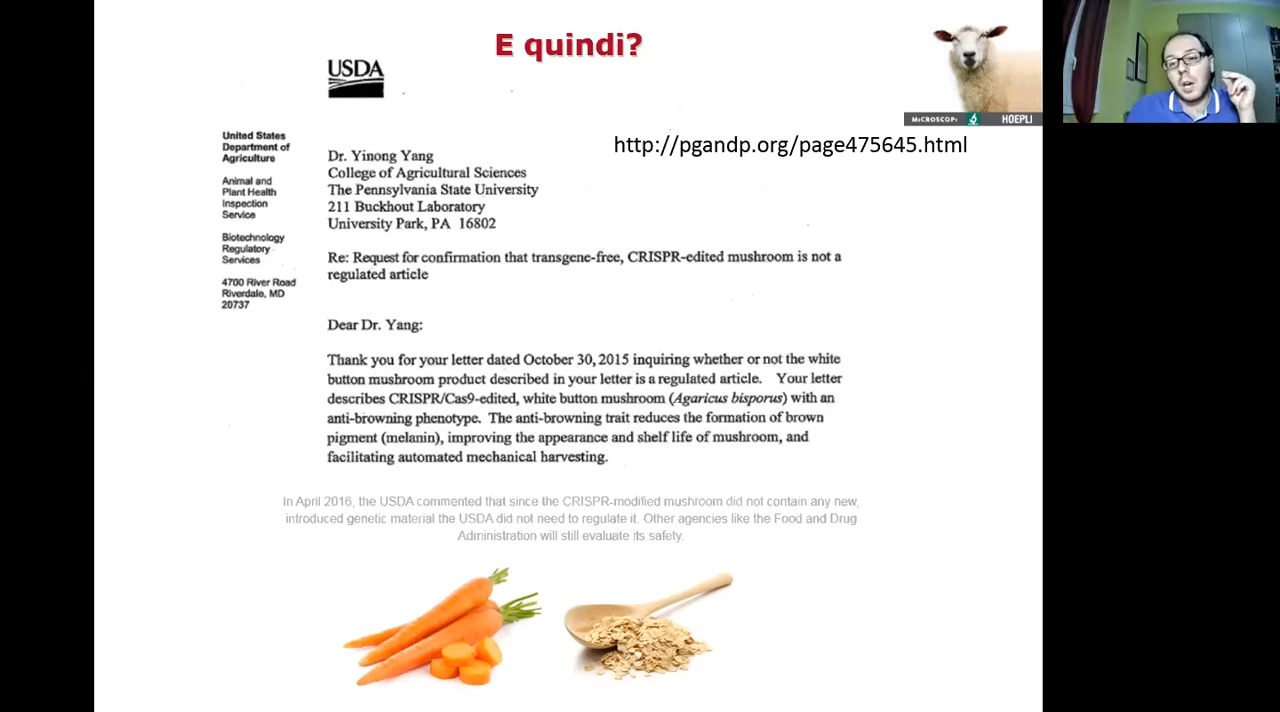 E quindi?
USDA
MiCROSCOPi 6 HOEPLI
http://pgandp.org/page475645.html
United States
Department of
Agriculture
Animal and
Plant Health
Inspection
Service
Biotechnology
Regulatory
Services
4700 River Road
Riverdale, MD
20737
Dr. Yinong Yang
College of Agricultural Sciences
The Pennsylvania State University
211 Buckhout Laboratory
University Park, PA 16802
Re: Request for confirmation that transgene-free, CRISPR-edited mushroom is not a
regulated article
Dear Dr. Yang:
Thank you for your letter dated October 30, 2015 inquiring whether or not the white
button mushroom product described in your letter is a regulated article. Your letter
describes CRISPR/Cas9-edited, white button mushroom (Agaricus bisporus) with an
anti-browning phenotype. The anti-browning trait reduces the formation of brown
pigment (melanin), improving the appearance and shelf life of mushroom, and
facilitating automated mechanical harvesting.
In April 2016, the USDA commented that since the CRISPR-modified mushroom did not contain any new,
introduced genetic material the USDA did not need to regulate it. Other agencies like the Food and Drug
Administration will still evaluate its safety.